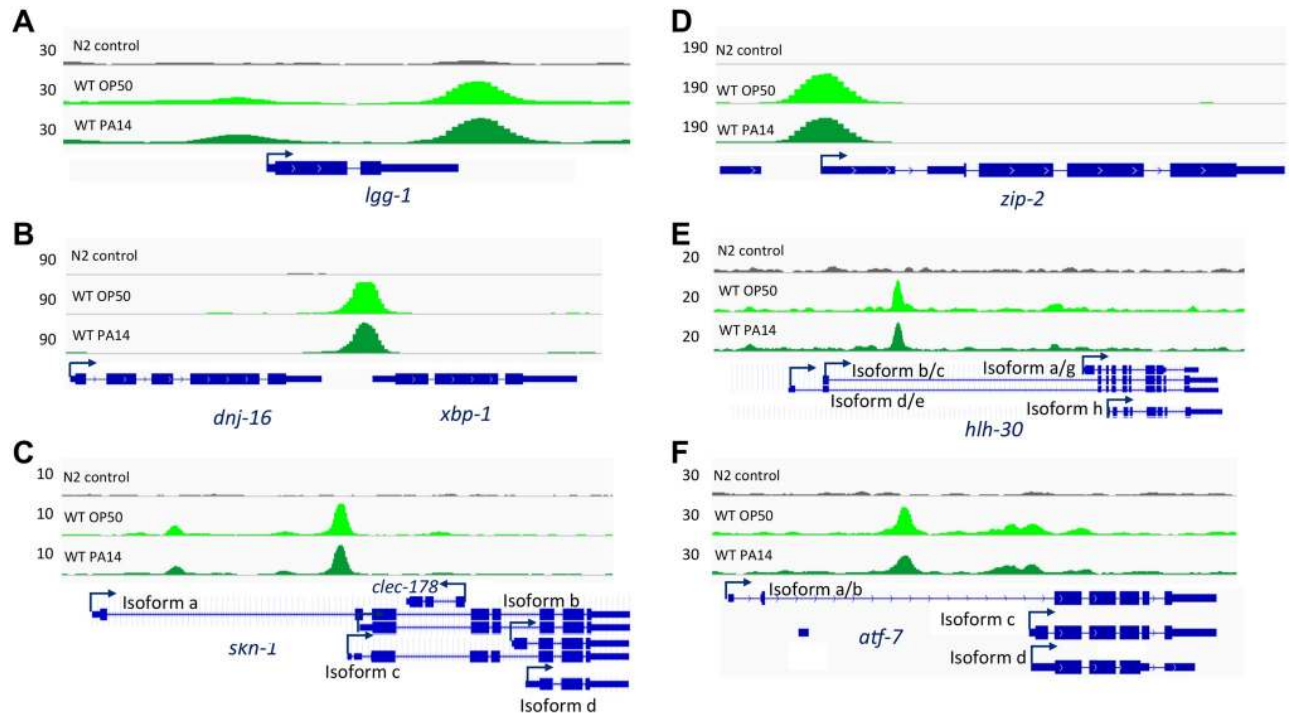 A
30 N2 control
30 WT OP50
30 WT PA14
lgg-1
B
90 N2 control
90 WT OP50
90 WT PA14
dnj-16 xbp-1
C
10 N2 control
10 WT OP50
10 WT PA14
clec-178
Isoform a Isoform b
skn-1
Isoform c
Isoform d
D
190 N2 control
190 WT OP50
190 WT PA14
zip-2
E
20 N2 control
20 WT OP50
20 WT PA14
Isoform b/c Isoform a/g
Isoform d/e
Isoform h
hlh-30
F
30 N2 control
30 WT OP50
30 WT PA14
Isoform a/b
Isoform c
atf-7
Isoform d